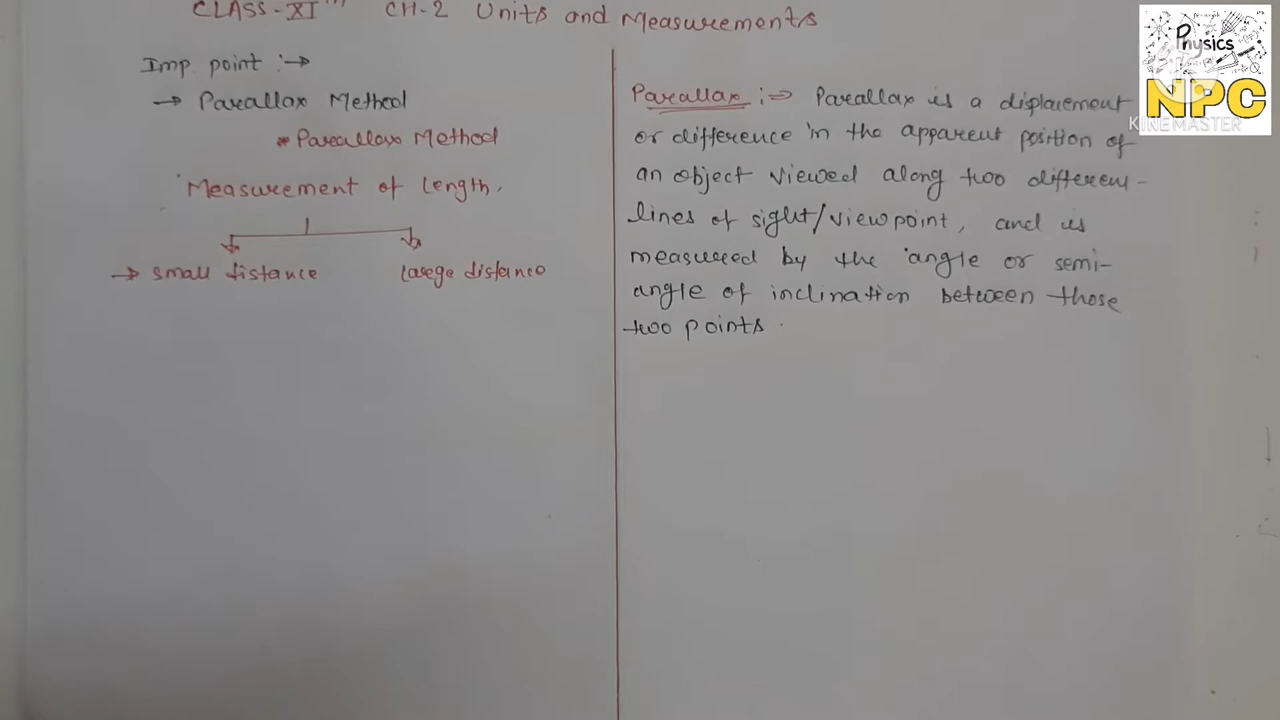 CLASS-XIth CH-2 Units and Measurements
Imp point :→
→ Parallax Method
* Parallax Method
Measurement of length.
→ small distance large distance
Parallax :⇒ Parallax is a displacement
or difference in the apparent position of
an object viewed along two different
lines of sight/viewpoint, and is
measured by the angle or semi-
angle of inclination between those
two points.
Physics
NPC
KINEMASTER